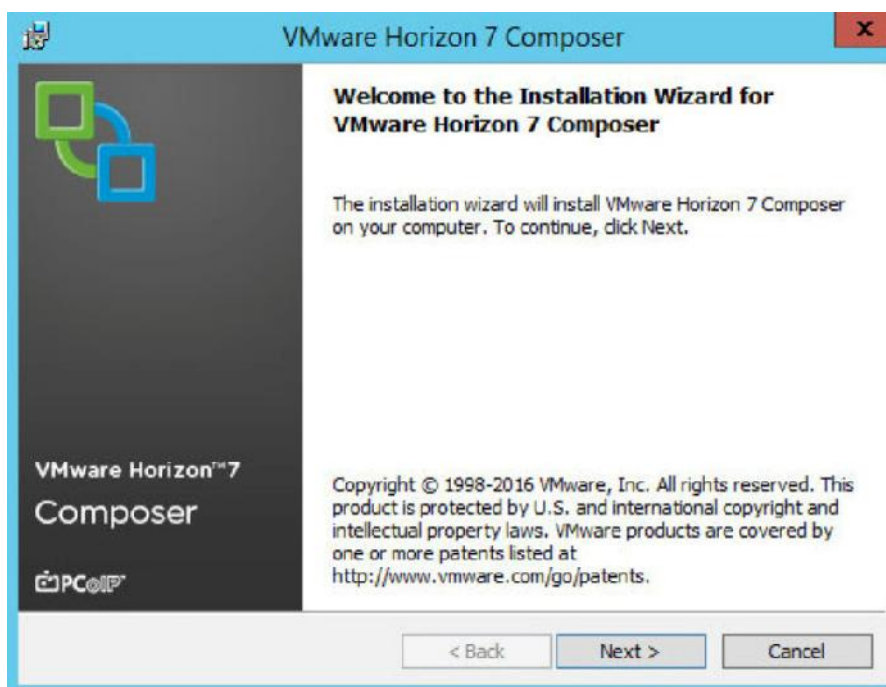 VMware Horizon 7 Composer
x
Welcome to the Installation Wizard for
VMware Horizon 7 Composer
The installation wizard will install VMware Horizon 7 Composer
on your computer. To continue, click Next.
VMware Horizon™7
Composer
PCoIP
Copyright © 1998-2016 VMware, Inc. All rights reserved. This
product is protected by U.S. and international copyright and
intellectual property laws. VMware products are covered by
one or more patents listed at
http://www.vmware.com/go/patents.
< Back
Next >
Cancel